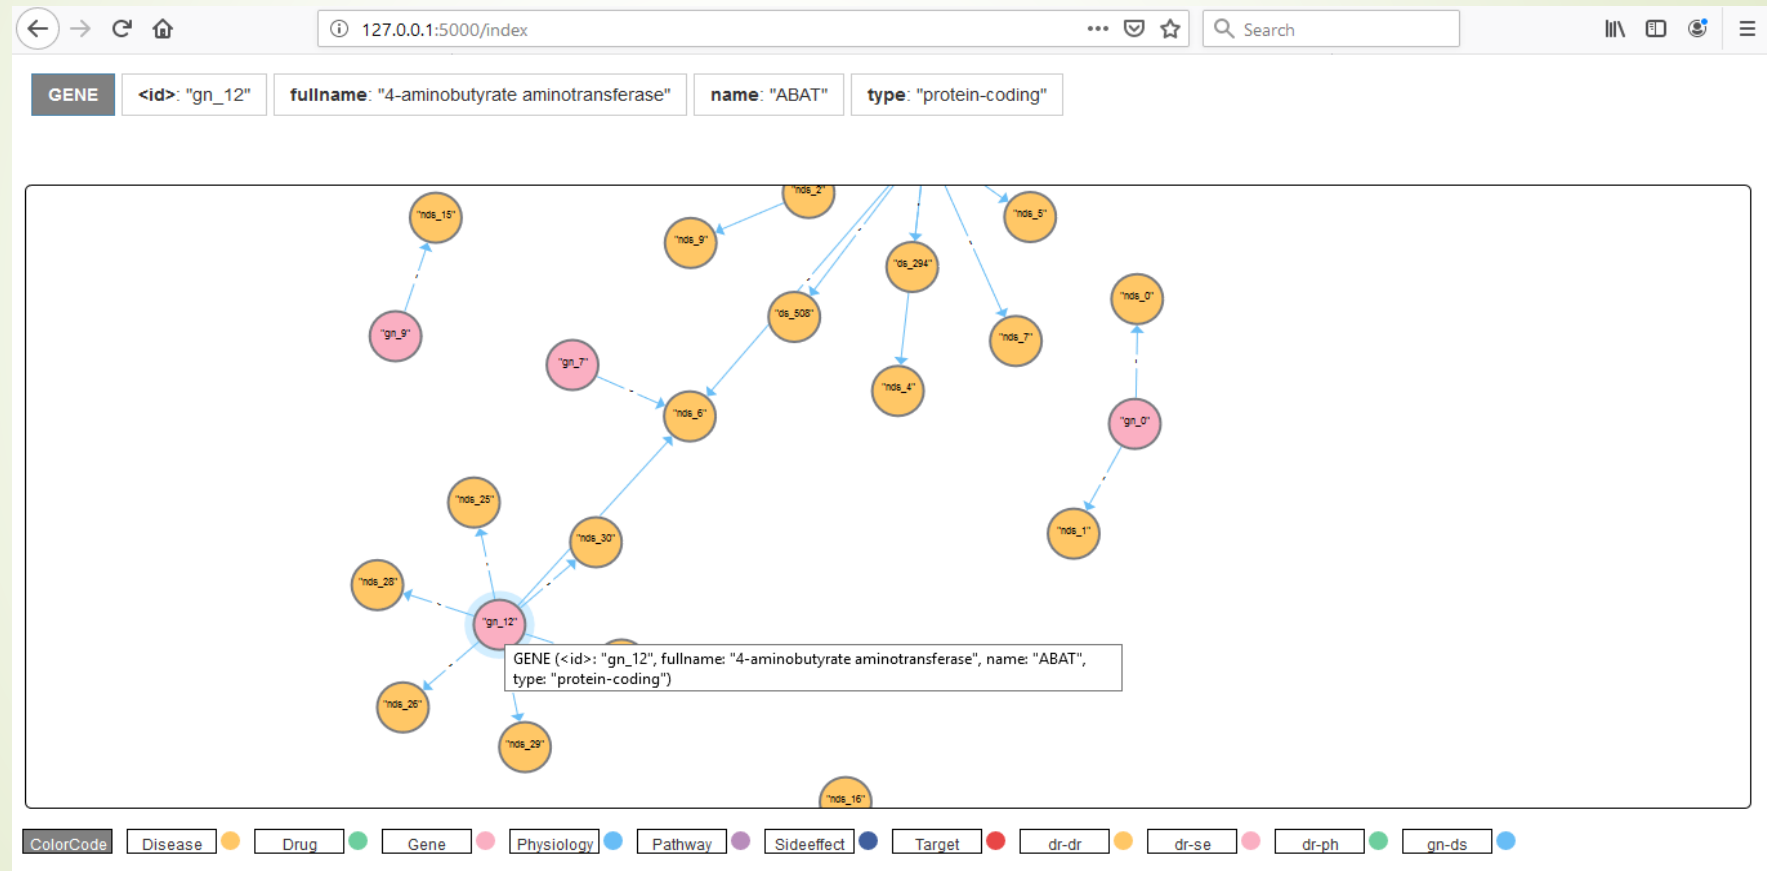 127.0.0.1:5000/index
Search
GENE <id>: "gn_12" fullname: "4-aminobutyrate aminotransferase" name: "ABAT" type: "protein-coding"
"nds_2"
"nds_15"
"nds_5"
"nds_9"
"ds_294"
"nds_0"
"ds_508"
"gn_9"
"nds_7"
"gn_7"
"nds_4"
"nds_6"
"gn_0"
"nds_25"
"nds_1"
"nds_30"
"nds_28"
"gn_12"
GENE (<id>: "gn_12", fullname: "4-aminobutyrate aminotransferase", name: "ABAT",
type: "protein-coding")
"nds_26"
"nds_29"
"nds_16"
ColorCode Disease Drug Gene Physiology Pathway Sideeffect Target dr-dr dr-se dr-ph gn-ds